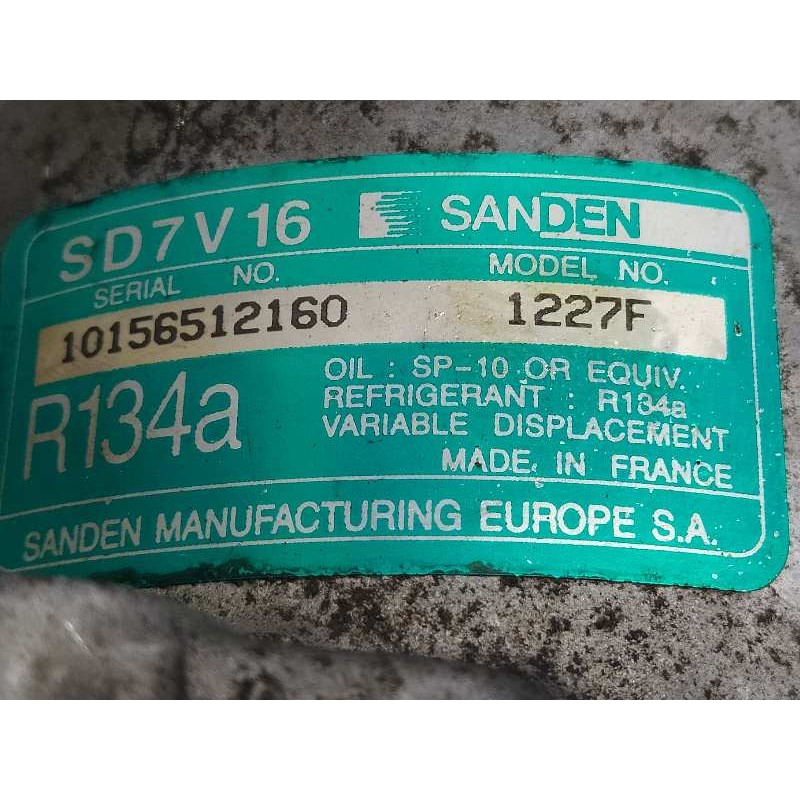 SD7V16 SANDEN
SERIAL NO. MODEL NO.
10156512160 1227F
R134a
OIL : SP-10 OR EQUIV.
REFRIGERANT : R134a
VARIABLE DISPLACEMENT
MADE IN FRANCE
SANDEN MANUFACTURING EUROPE S.A.